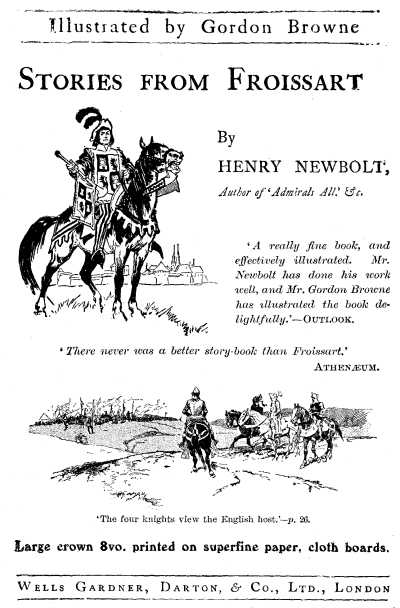 Illustrated by Gordon Browne
STORIES FROM FROISSART
By
HENRY NEWBOLT,
Author of 'Admirals All.' &c.
'A really fine book, and
effectively illustrated. Mr.
Newbolt has done his work
well, and Mr. Gordon Browne
has illustrated the book de-
lightfully.'—OUTLOOK.
'There never was a better story-book than Froissart.'
ATHENÆUM.
'The four knights view the English host.'—p. 26.
Large crown 8vo. printed on superfine paper, cloth boards.
WELLS GARDNER, DARTON, & CO., LTD., LONDON